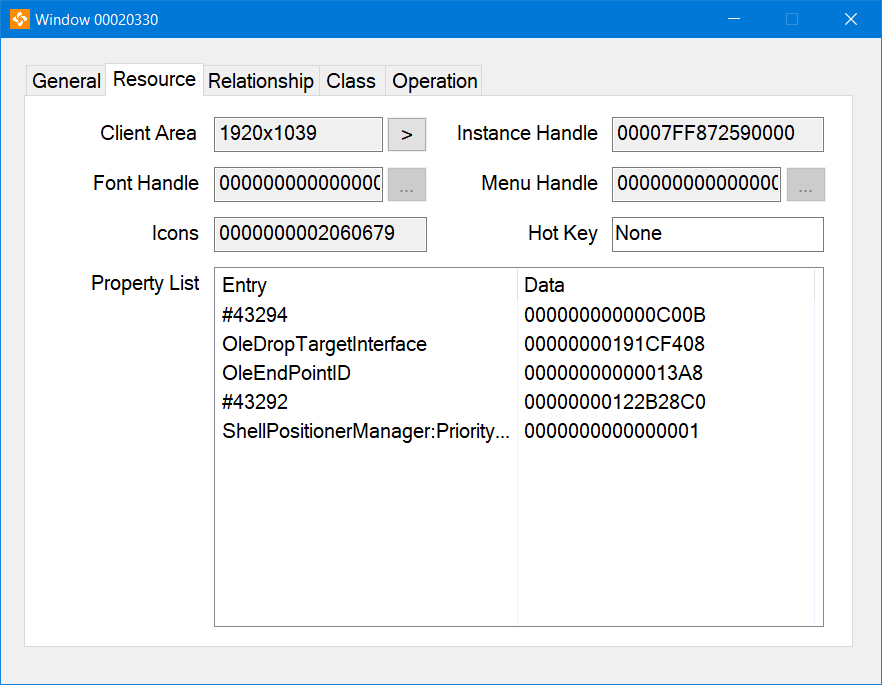 Window 00020330
General Resource Relationship Class Operation
Client Area 1920x1039 > Instance Handle 00007FF872590000
Font Handle 000000000000000 ... Menu Handle 000000000000000 ...
Icons 0000000002060679 Hot Key None
Property List Entry Data
#43294 000000000000C00B
OleDropTargetInterface 00000000191CF408
OleEndPointID 00000000000013A8
#43292 00000000122B28C0
ShellPositionerManager:Priority... 0000000000000001